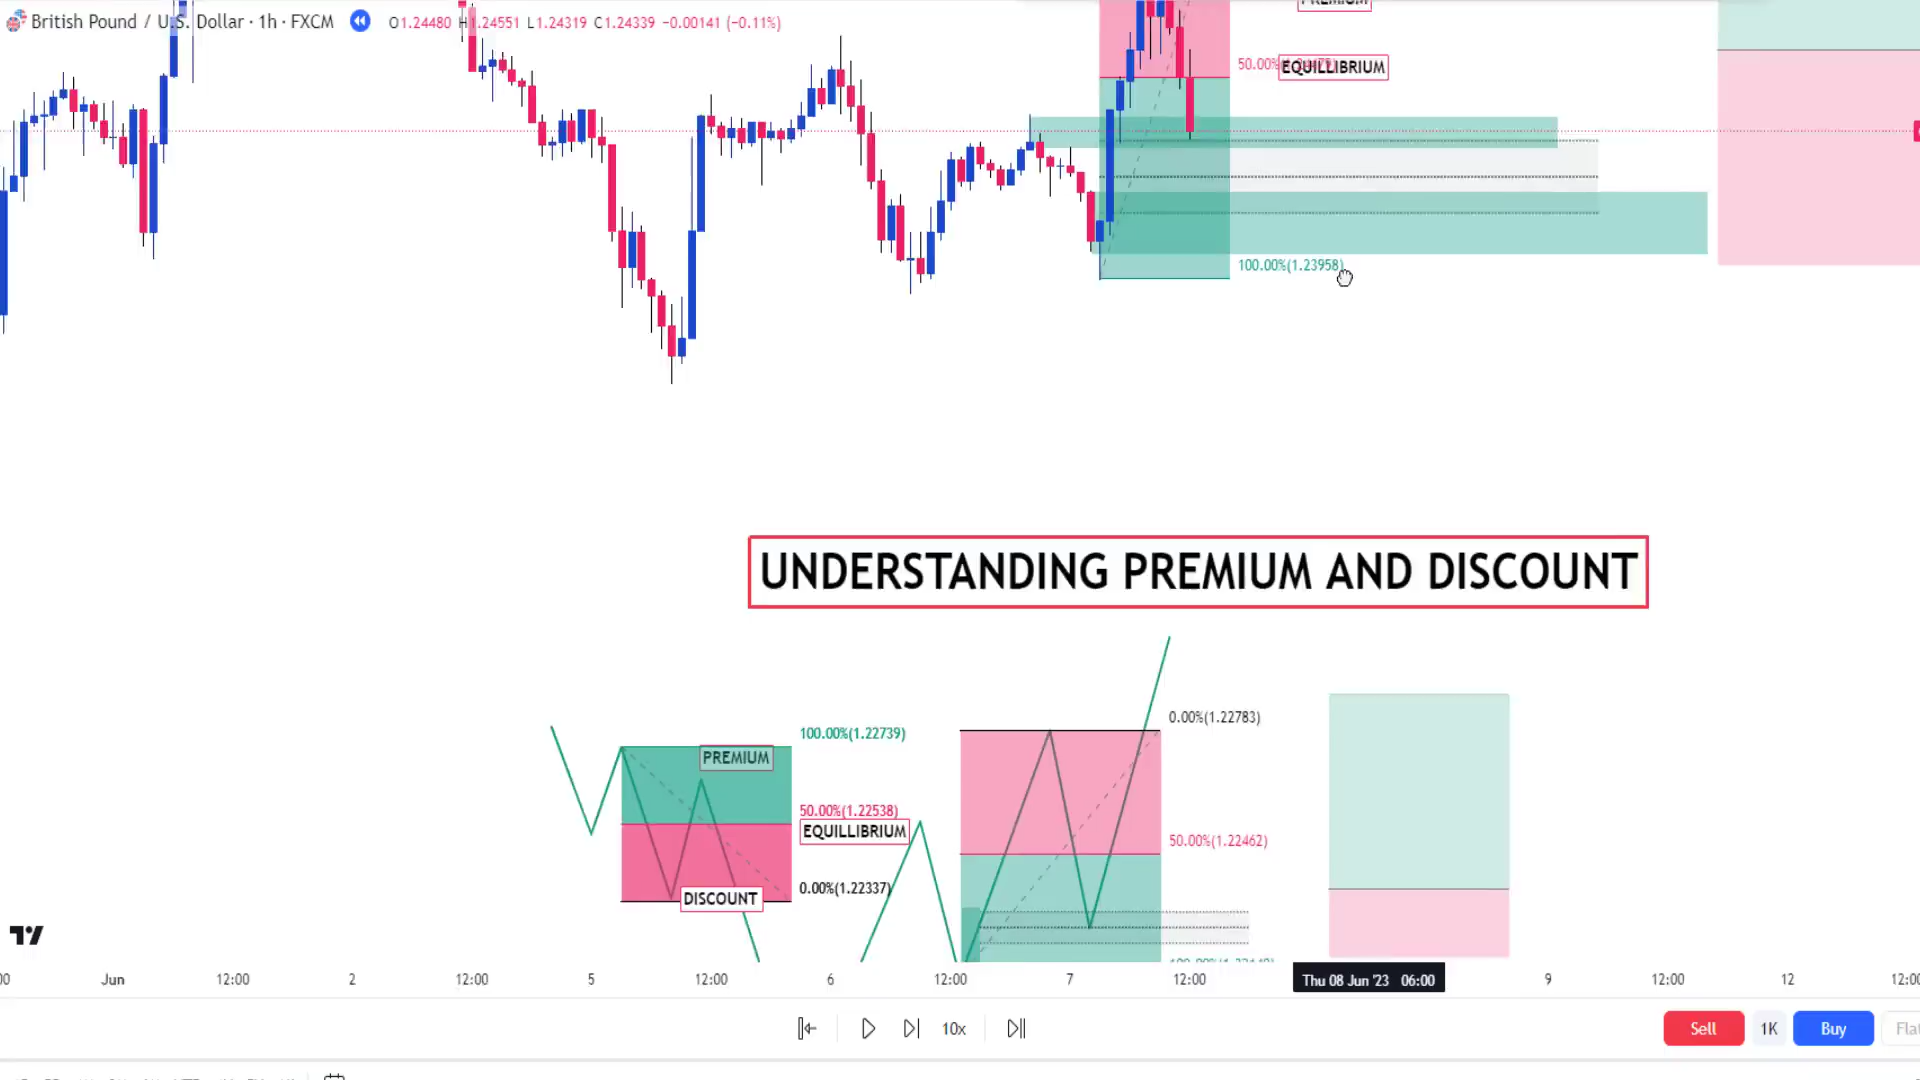 PREMIUM
British Pound / U.S. Dollar · 1h · FXCM O1.24480 H1.24551 L1.24319 C1.24339 −0.00141 (−0.11%)
50.00%
EQUILLIBRIUM
100.00%(1.23958)
UNDERSTANDING PREMIUM AND DISCOUNT
0.00%(1.22783)
100.00%(1.22739)
PREMIUM
50.00%(1.22538)
EQUILLIBRIUM
50.00%(1.22462)
0.00%(1.22337)
DISCOUNT
Jun 12:00 2 12:00 5 12:00 6 12:00 7 12:00 Thu 08 Jun '23 06:00 9 12:00 12 12:00
10x
Sell 1K Buy